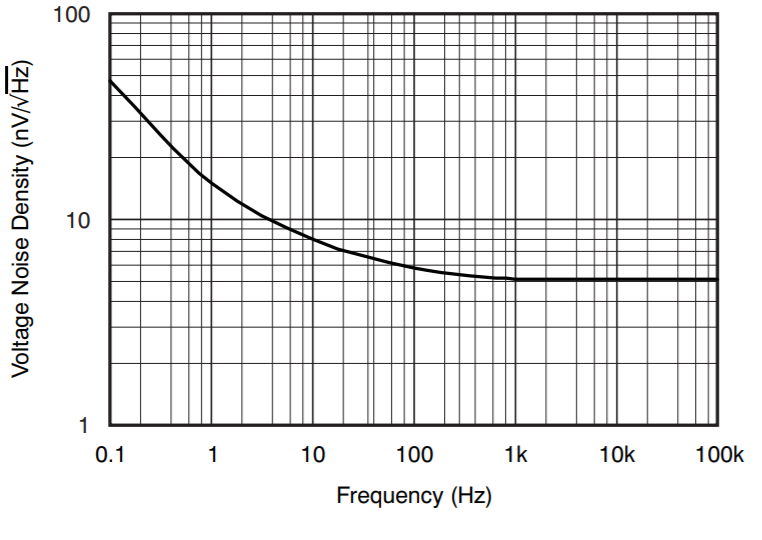 Voltage Noise Density (nV/√Hz)
100
10
1
0.1 1 10 100 1k 10k 100k
Frequency (Hz)